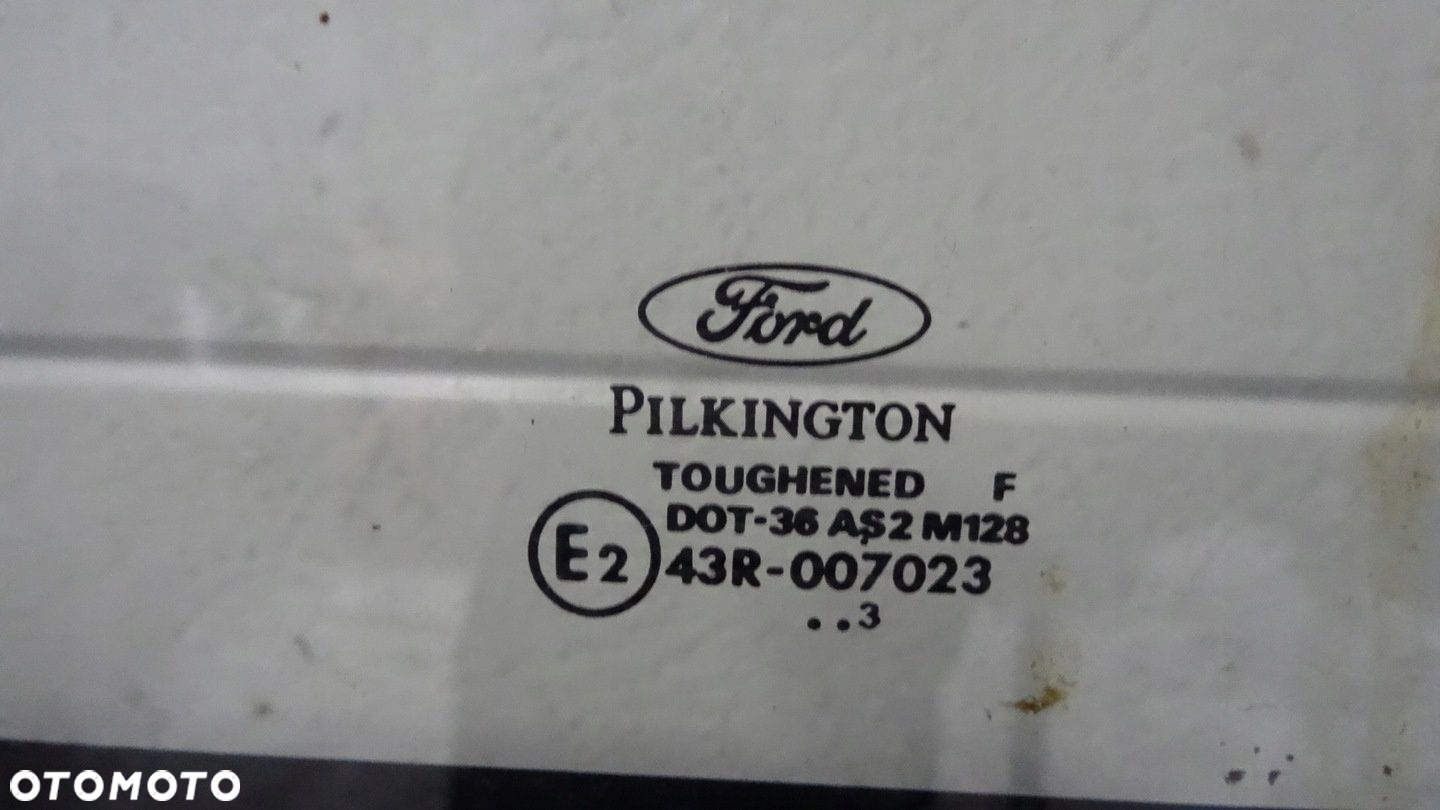 Ford
PILKINGTON
TOUGHENED F
DOT-36 AS2 M128
E2 43R-007023
..3
OTOMOTO